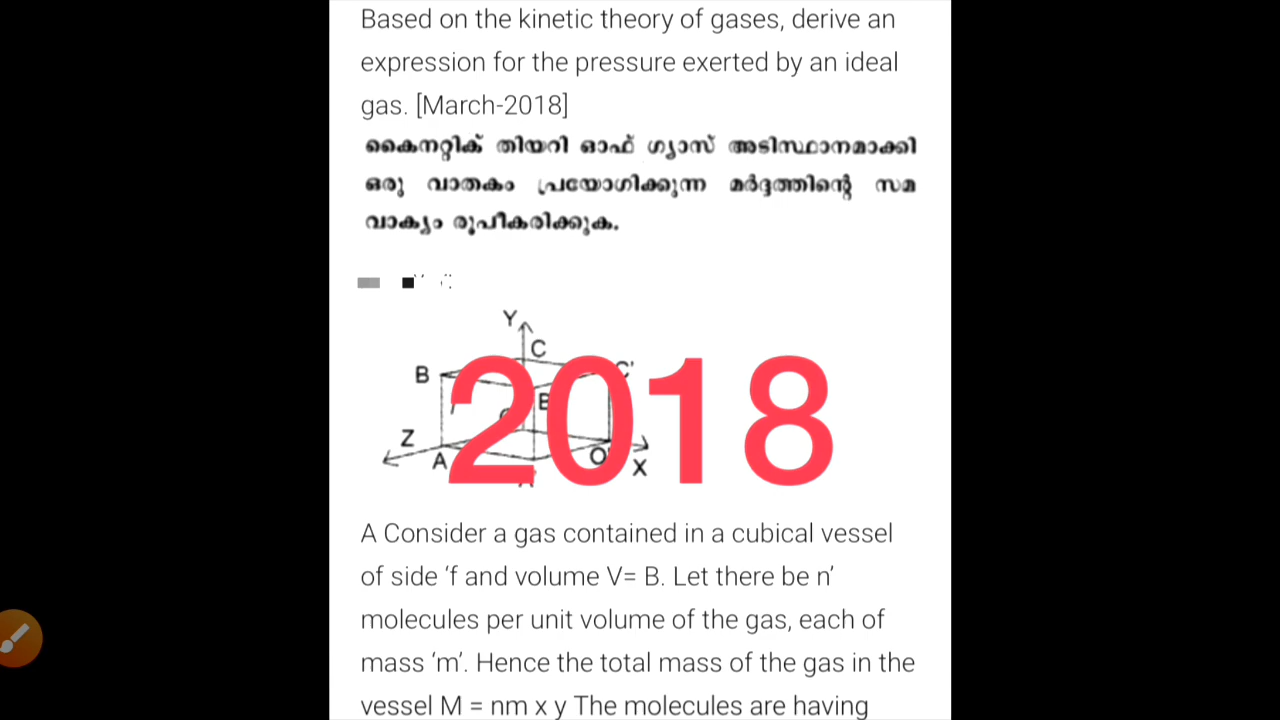 Based on the kinetic theory of gases, derive an
expression for the pressure exerted by an ideal
gas. [March-2018]
കൈനറ്റിക് തിയറി ഓഫ് ഗ്യാസ് അടിസ്ഥാനമാക്കി
ഒരു വാതകം പ്രയോഗിക്കുന്ന മർദ്ദത്തിന്റെ സമ
വാക്യം രൂപീകരിക്കുക.
Y
C
B
C'
Z
A
O
X
2018
A Consider a gas contained in a cubical vessel
of side ‘f and volume V= B. Let there be n’
molecules per unit volume of the gas, each of
mass ‘m’. Hence the total mass of the gas in the
vessel M = nm x y The molecules are having